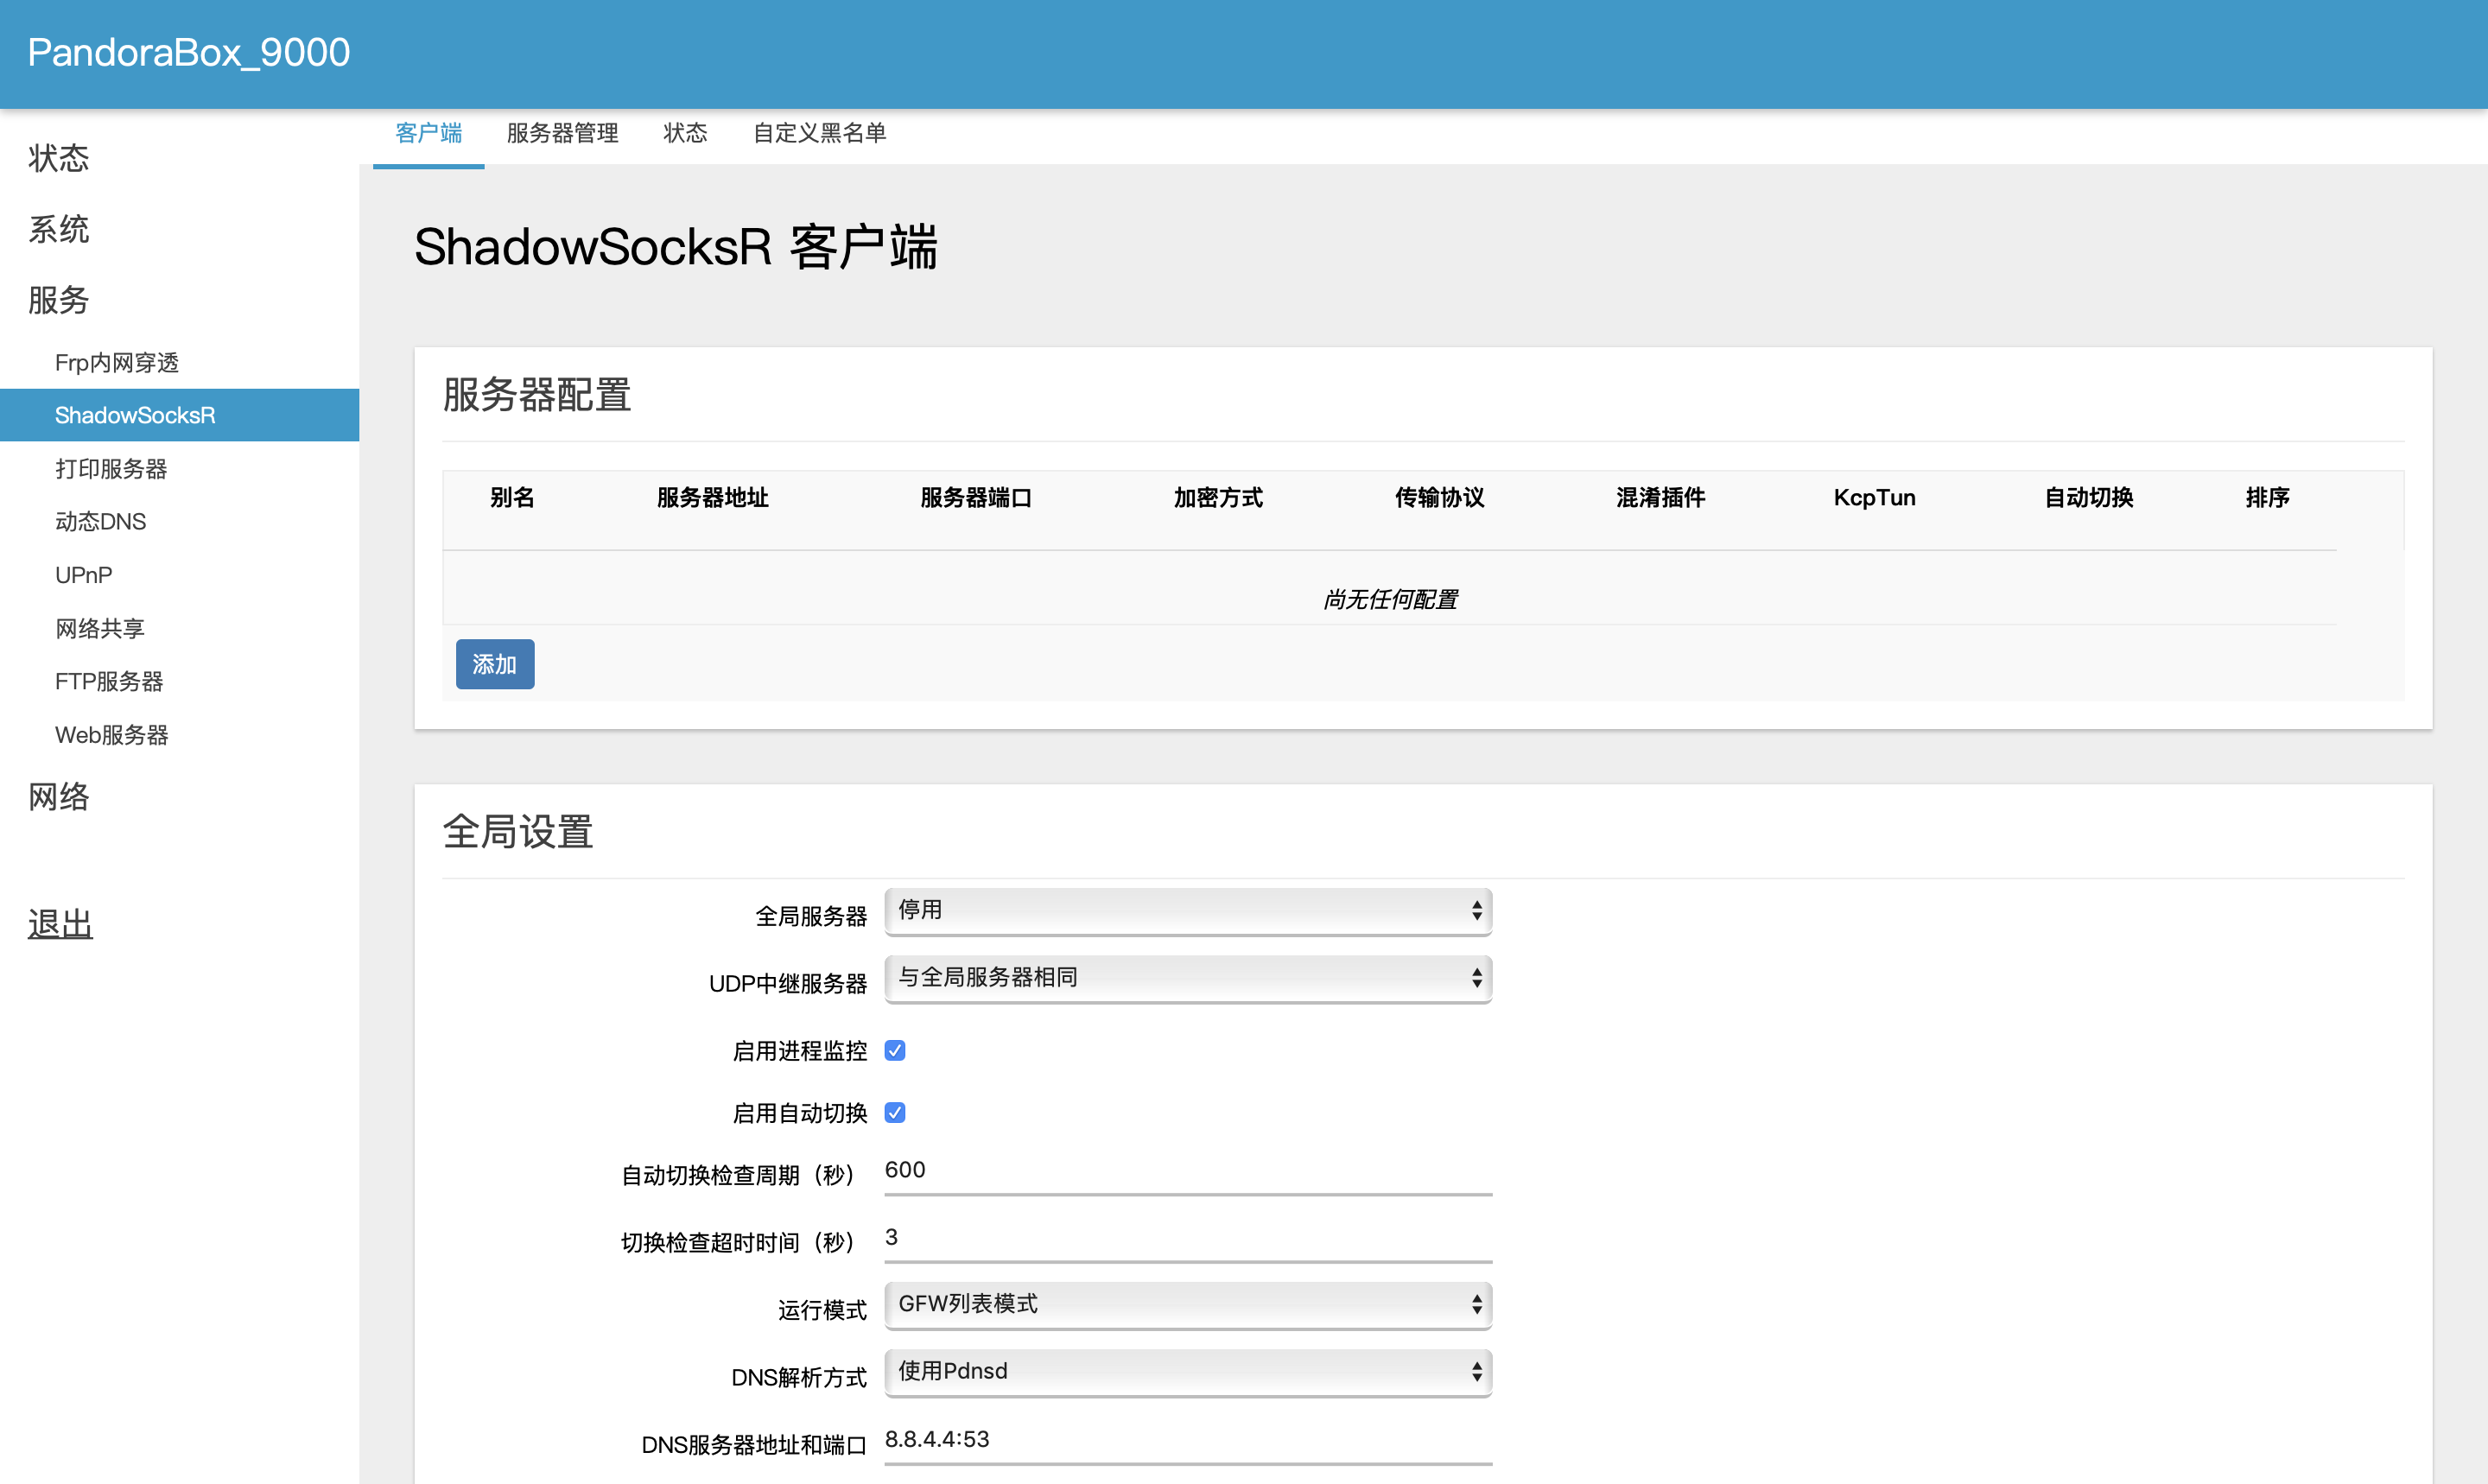 PandoraBox_9000
状态
系统
服务
Frp内网穿透
ShadowSocksR
打印服务器
动态DNS
UPnP
网络共享
FTP服务器
Web服务器
网络
退出
客户端 服务器管理 状态 自定义黑名单
ShadowSocksR 客户端
服务器配置
别名 服务器地址 服务器端口 加密方式 传输协议 混淆插件 KcpTun 自动切换 排序
尚无任何配置
添加
全局设置
全局服务器 停用
UDP中继服务器 与全局服务器相同
启用进程监控
启用自动切换
自动切换检查周期（秒） 600
切换检查超时时间（秒） 3
运行模式 GFW列表模式
DNS解析方式 使用Pdnsd
DNS服务器地址和端口 8.8.4.4:53